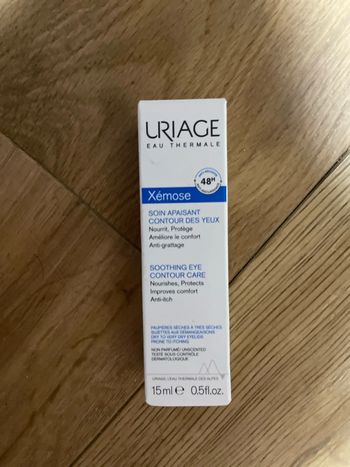 URIAGE
EAU THERMALE
48H
Xémose
SOIN APAISANT
CONTOUR DES YEUX
Nourrit, Protège
Améliore le confort
Anti-grattage
SOOTHING EYE
CONTOUR CARE
Nourishes, Protects
Improves comfort
Anti-itch
PAUPIÈRES SÈCHES À TRÈS SÈCHES
SUJETTES AUX DÉMANGEAISONS
DRY TO VERY DRY EYELIDS
PRONE TO ITCHING
NON PARFUMÉ/ UNSCENTED
TESTÉ SOUS CONTRÔLE
DERMATOLOGIQUE
URIAGE, L'EAU THERMALE DES ALPES
15ml e 0.5fl.oz.